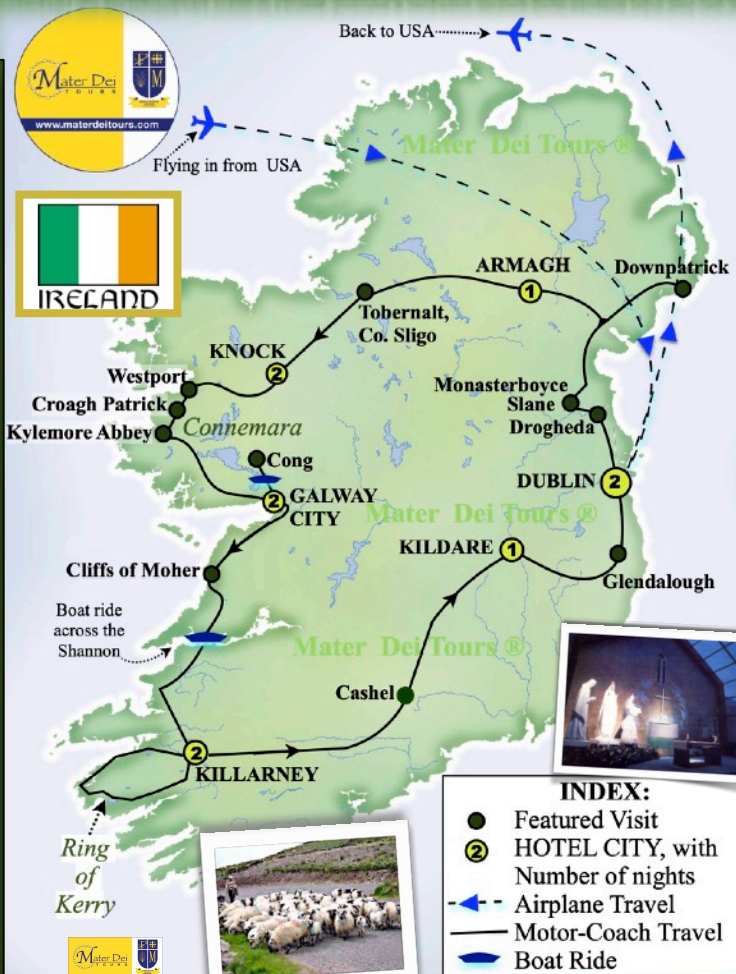 Back to USA
Mater Dei
TOURS
www.materdeitours.com
Flying in from USA
Mater Dei Tours ®
IRELAND
ARMAGH
1
Downpatrick
Tobernalt,
Co. Sligo
KNOCK
2
Westport
Croagh Patrick
Kylemore Abbey
Connemara
Monasterboyce
Slane
Drogheda
Cong
DUBLIN
2
2
GALWAY
CITY
Mater Dei Tours ®
KILDARE
1
Cliffs of Moher
Glendalough
Boat ride
across the
Shannon
Mater Dei Tours ®
Cashel
2
KILLARNEY
Ring
of
Kerry
INDEX:
Featured Visit
2
HOTEL CITY, with
Number of nights
Airplane Travel
Motor-Coach Travel
Boat Ride
Mater Dei
TOURS